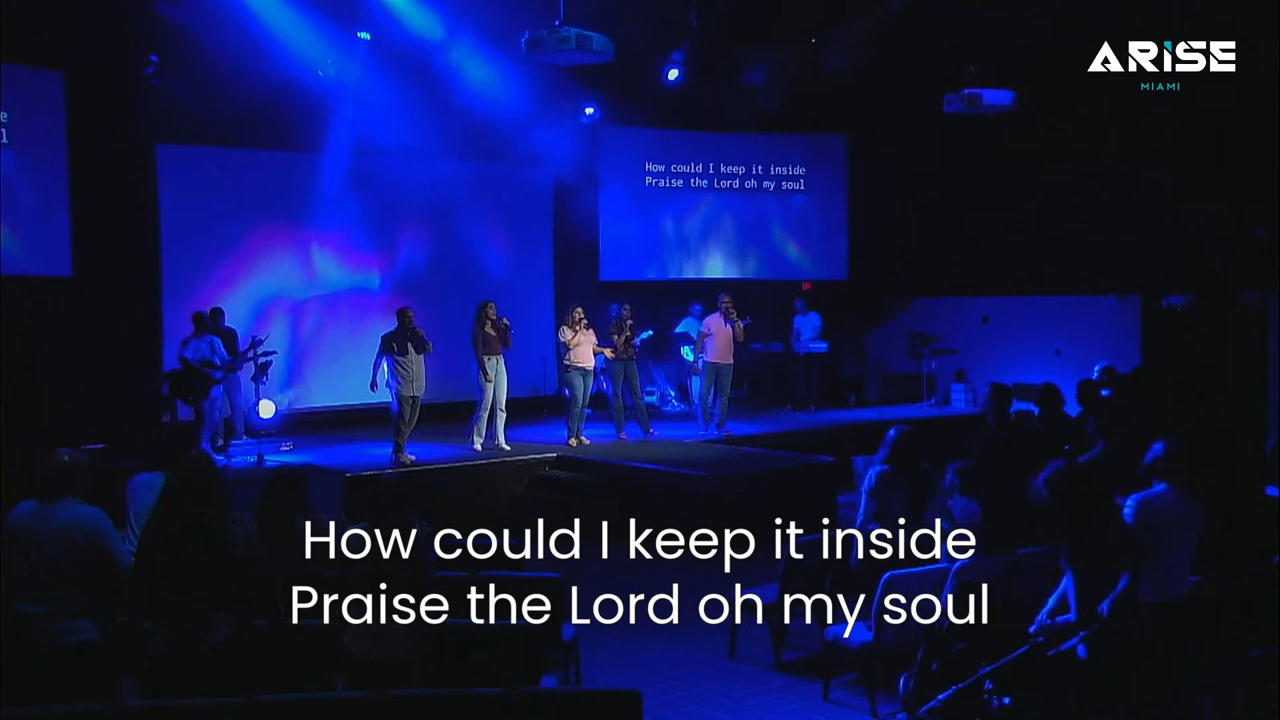 ARISE
MIAMI
e
l
How could I keep it inside
Praise the Lord oh my soul
How could I keep it inside
Praise the Lord oh my soul